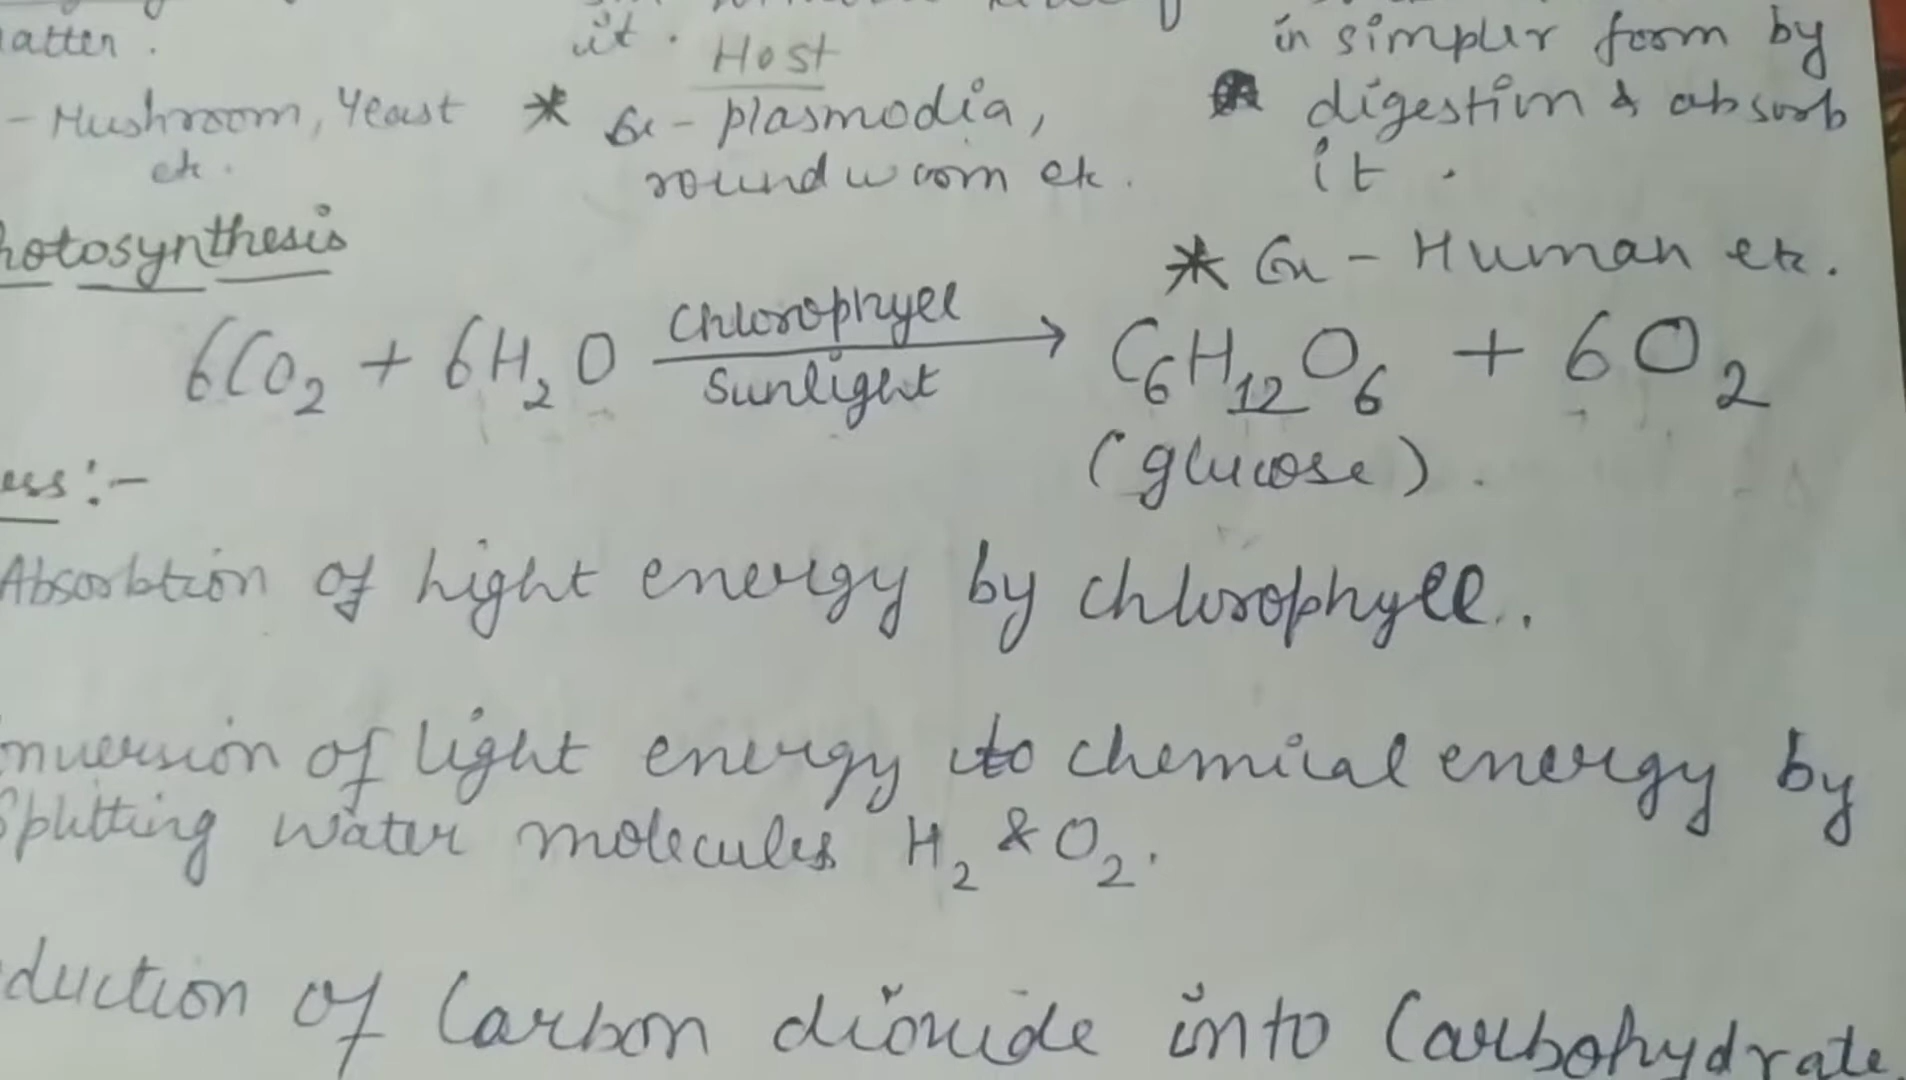 atter.
- Mushroom, Yeast
etc.
it.
Host
* Ex - plasmodia,
roundworm etc.
in simpler form by
digestion & absorb
it.
* Ex - Human etc.
hotosynthesis
6CO₂ + 6H₂O Chlorophyll Sunlight → C₆H₁₂O₆ + 6O₂
(glucose).
ess:-
Absorbtion of light energy by chlorophyll..
nversion of light energy to chemical energy by
splitting water molecules H₂ & O₂.
duction of Carbon dioxide into Carbohydrate.